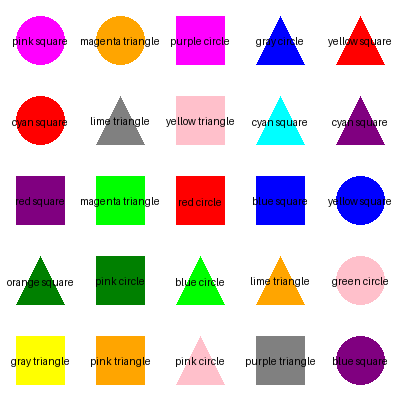 pink square magenta triangle purple circle gray circle yellow square
cyan square lime triangle yellow triangle cyan square cyan square
red square magenta triangle red circle blue square yellow square
orange square pink circle blue circle lime triangle green circle
gray triangle pink triangle pink circle purple triangle blue square